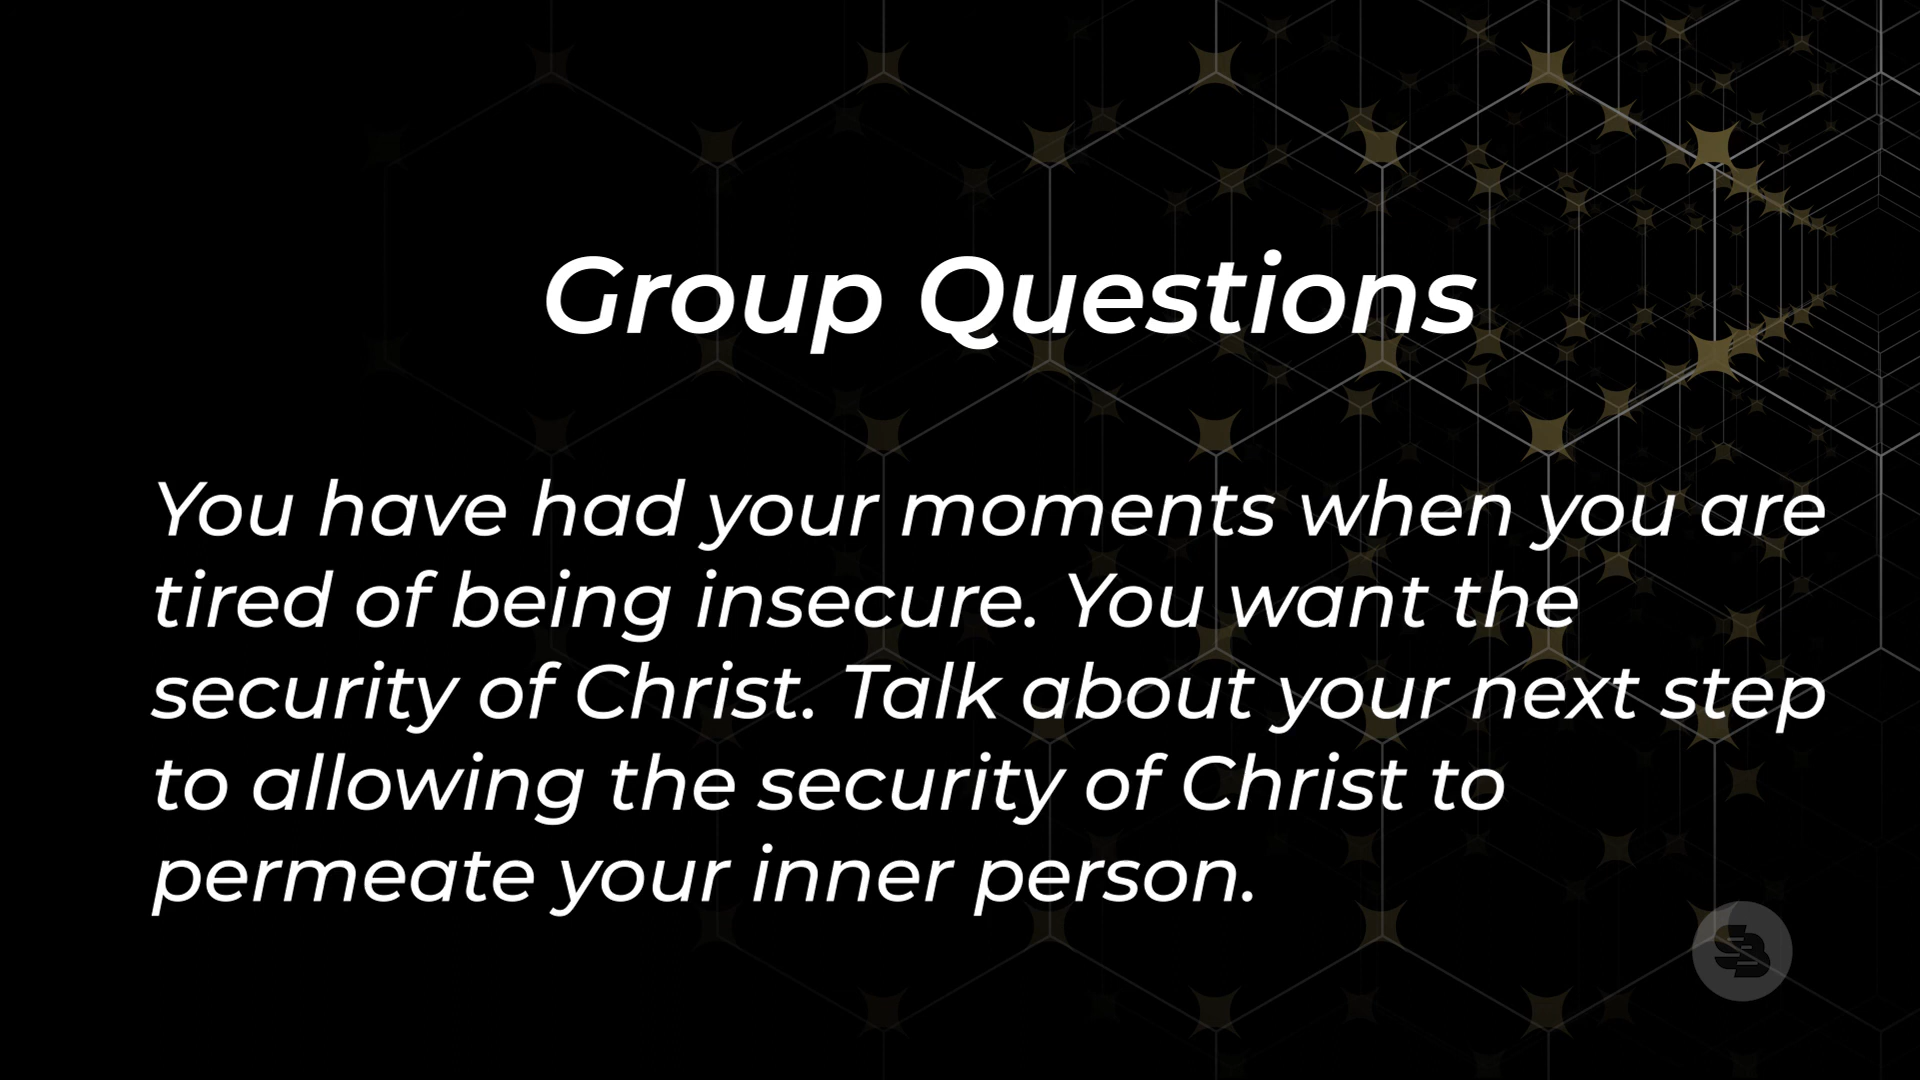 Group Questions
You have had your moments when you are
tired of being insecure. You want the
security of Christ. Talk about your next step
to allowing the security of Christ to
permeate your inner person.